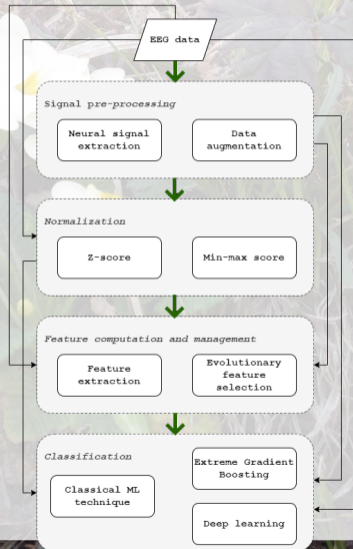 EEG data
Signal pre-processing
Neural signal
extraction
Data
augmentation
Normalization
Z-score
Min-max score
Feature computation and management
Feature
extraction
Evolutionary
feature
selection
Classification
Extreme Gradient
Boosting
Classical ML
technique
Deep learning